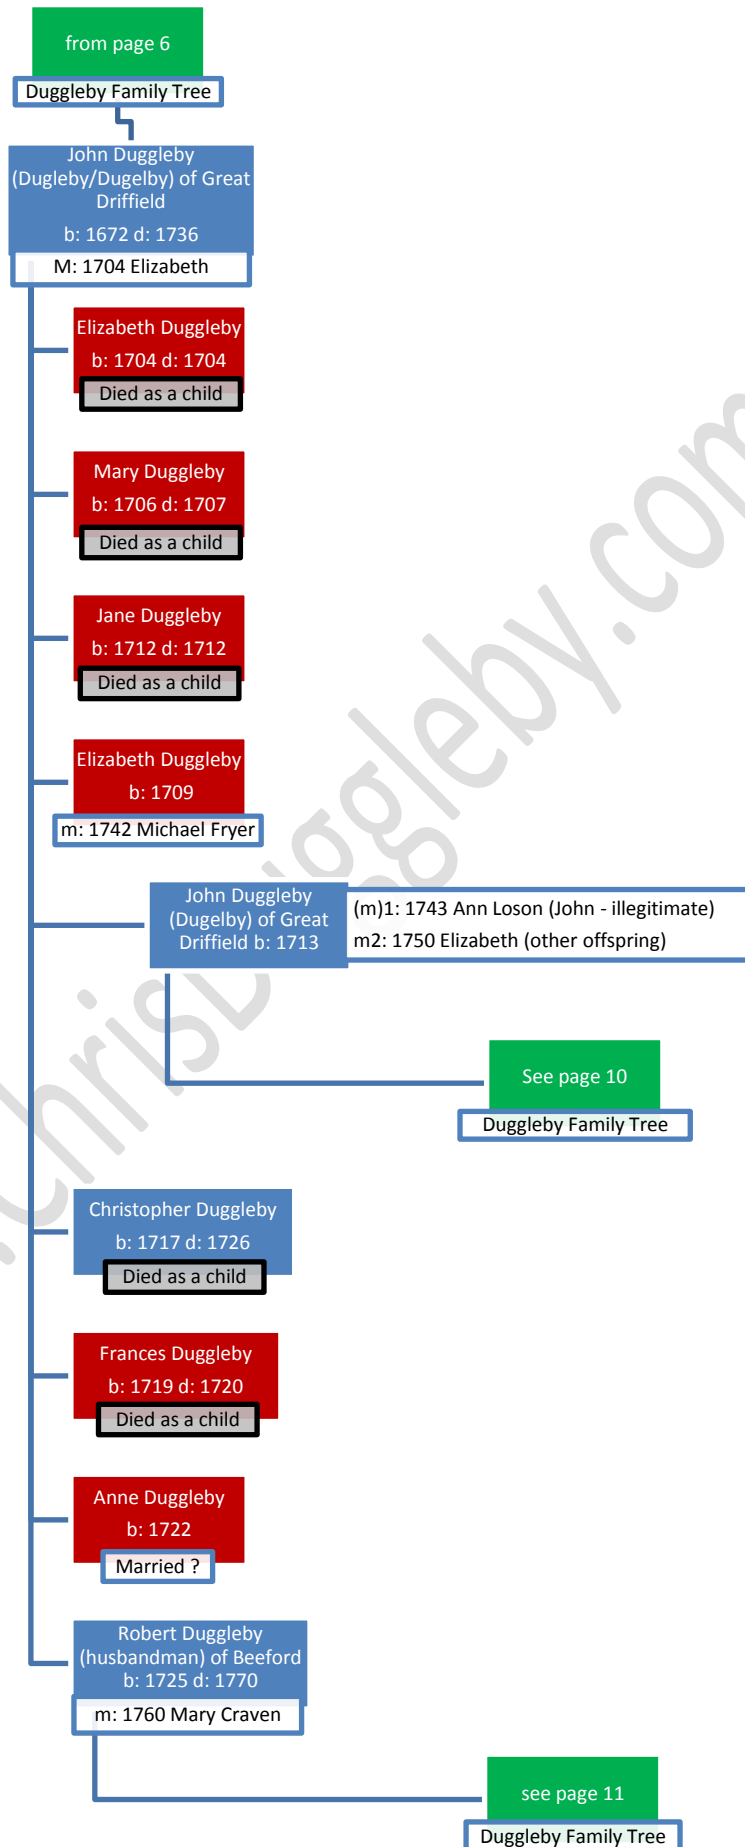 from page 6
Duggleby Family Tree
John Duggleby
(Dugleby/Dugelby) of Great
Driffield
b: 1672 d: 1736
M: 1704 Elizabeth
Elizabeth Duggleby
b: 1704 d: 1704
Died as a child
Mary Duggleby
b: 1706 d: 1707
Died as a child
Jane Duggleby
b: 1712 d: 1712
Died as a child
Elizabeth Duggleby
b: 1709
m: 1742 Michael Fryer
John Duggleby
(Dugelby) of Great
Driffield b: 1713
(m)1: 1743 Ann Loson (John - illegitimate)
m2: 1750 Elizabeth (other offspring)
See page 10
Duggleby Family Tree
Christopher Duggleby
b: 1717 d: 1726
Died as a child
Frances Duggleby
b: 1719 d: 1720
Died as a child
Anne Duggleby
b: 1722
Married ?
Robert Duggleby
(husbandman) of Beeford
b: 1725 d: 1770
m: 1760 Mary Craven
see page 11
Duggleby Family Tree